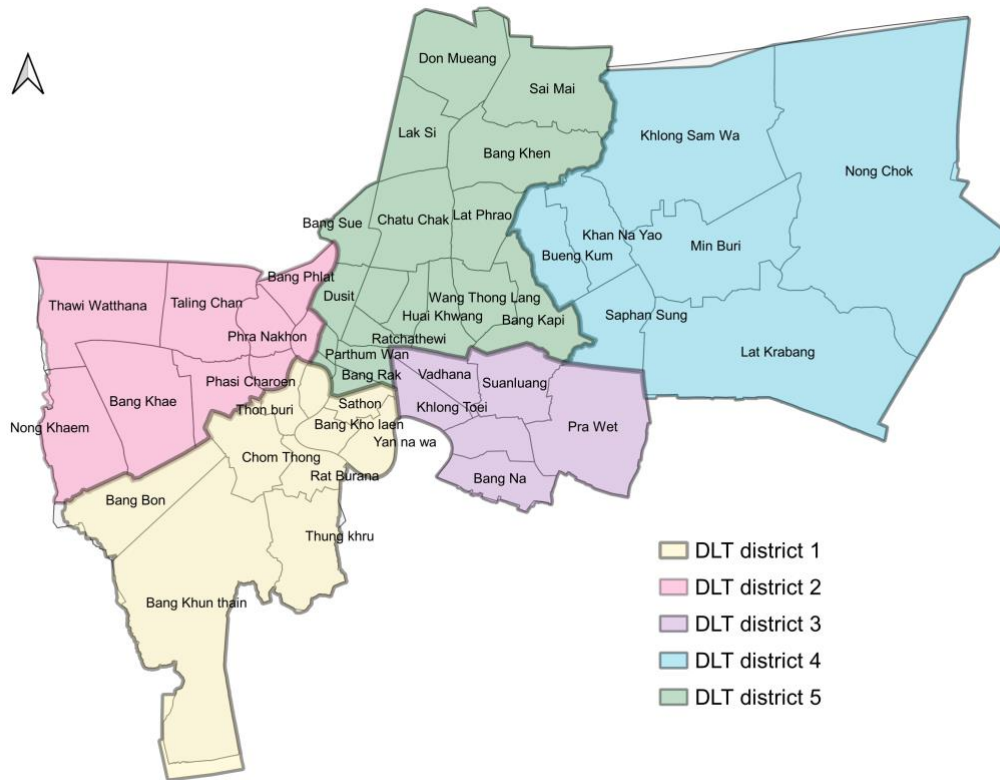 Don Mueang
Sai Mai
Lak Si
Khlong Sam Wa
Bang Khen
Nong Chok
Bang Sue
Chatu Chak
Lat Phrao
Khan Na Yao
Min Buri
Bueng Kum
Bang Phlat
Thawi Watthana
Taling Chan
Dusit
Wang Thong Lang
Huai Khwang
Bang Kapi
Saphan Sung
Phra Nakhon
Ratchathewi
Lat Krabang
Parthum Wan
Bang Rak
Vadhana
Suanluang
Phasi Charoen
Bang Khae
Khlong Toei
Thon buri
Sathon
Nong Khaem
Bang Kho laen
Pra Wet
Yan na wa
Chom Thong
Rat Burana
Bang Na
Bang Bon
Thung khru
Bang Khun thain
DLT district 1
DLT district 2
DLT district 3
DLT district 4
DLT district 5